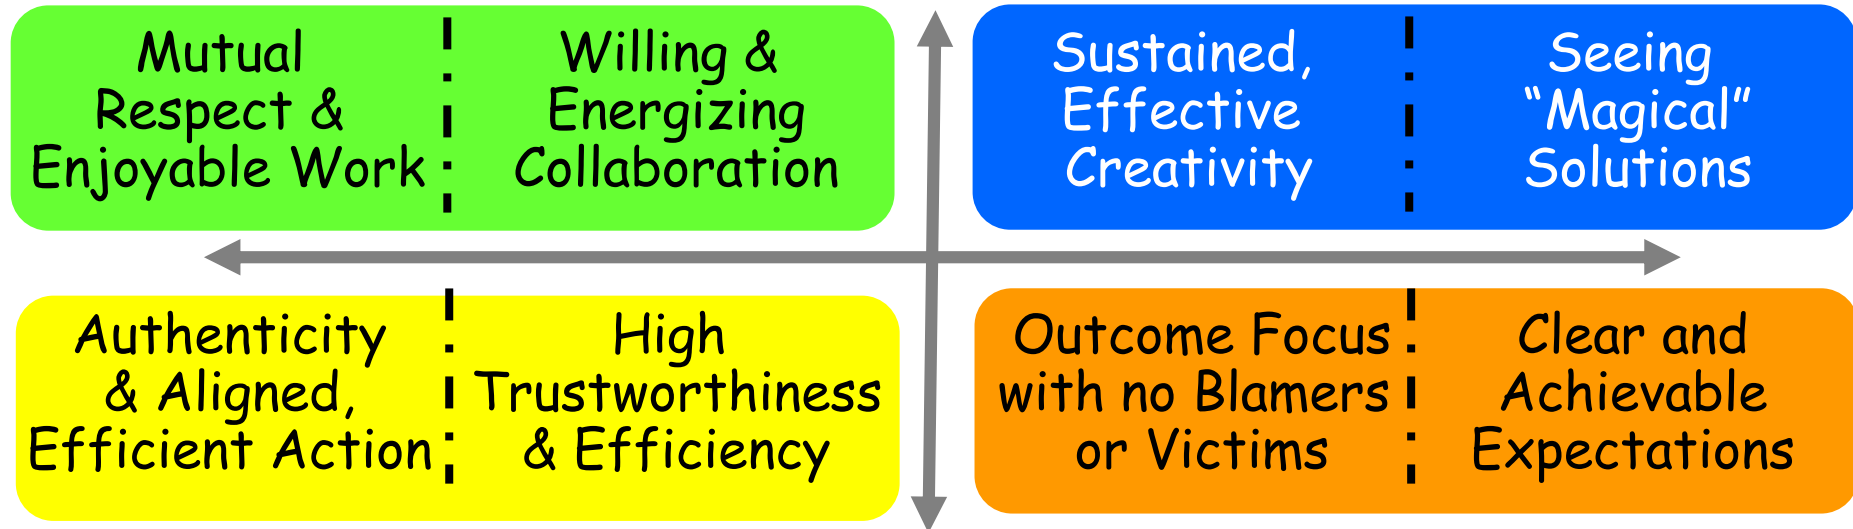 Mutual
Respect &
Enjoyable Work
Willing &
Energizing
Collaboration
Sustained,
Effective
Creativity
Seeing
“Magical”
Solutions
Authenticity
& Aligned,
Efficient Action
High
Trustworthiness
& Efficiency
Outcome Focus
with no Blamers
or Victims
Clear and
Achievable
Expectations